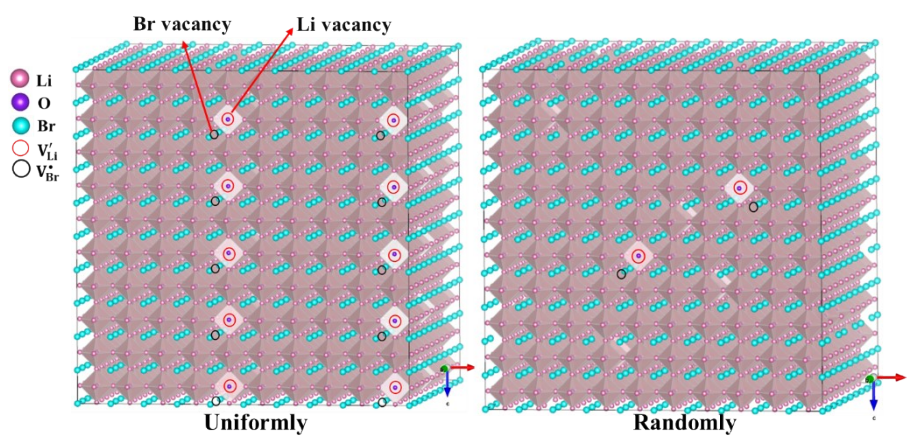 Br vacancy
Li vacancy
Li
O
Br
V′Li
V•Br
c
c
Uniformly
Randomly